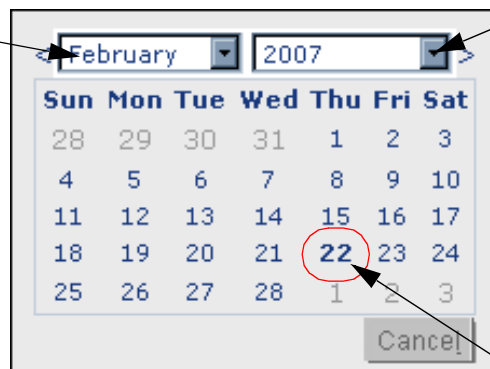 < February 2007 >
Sun Mon Tue Wed Thu Fri Sat
28 29 30 31 1 2 3
4 5 6 7 8 9 10
11 12 13 14 15 16 17
18 19 20 21 22 23 24
25 26 27 28 1 2 3
Cancel